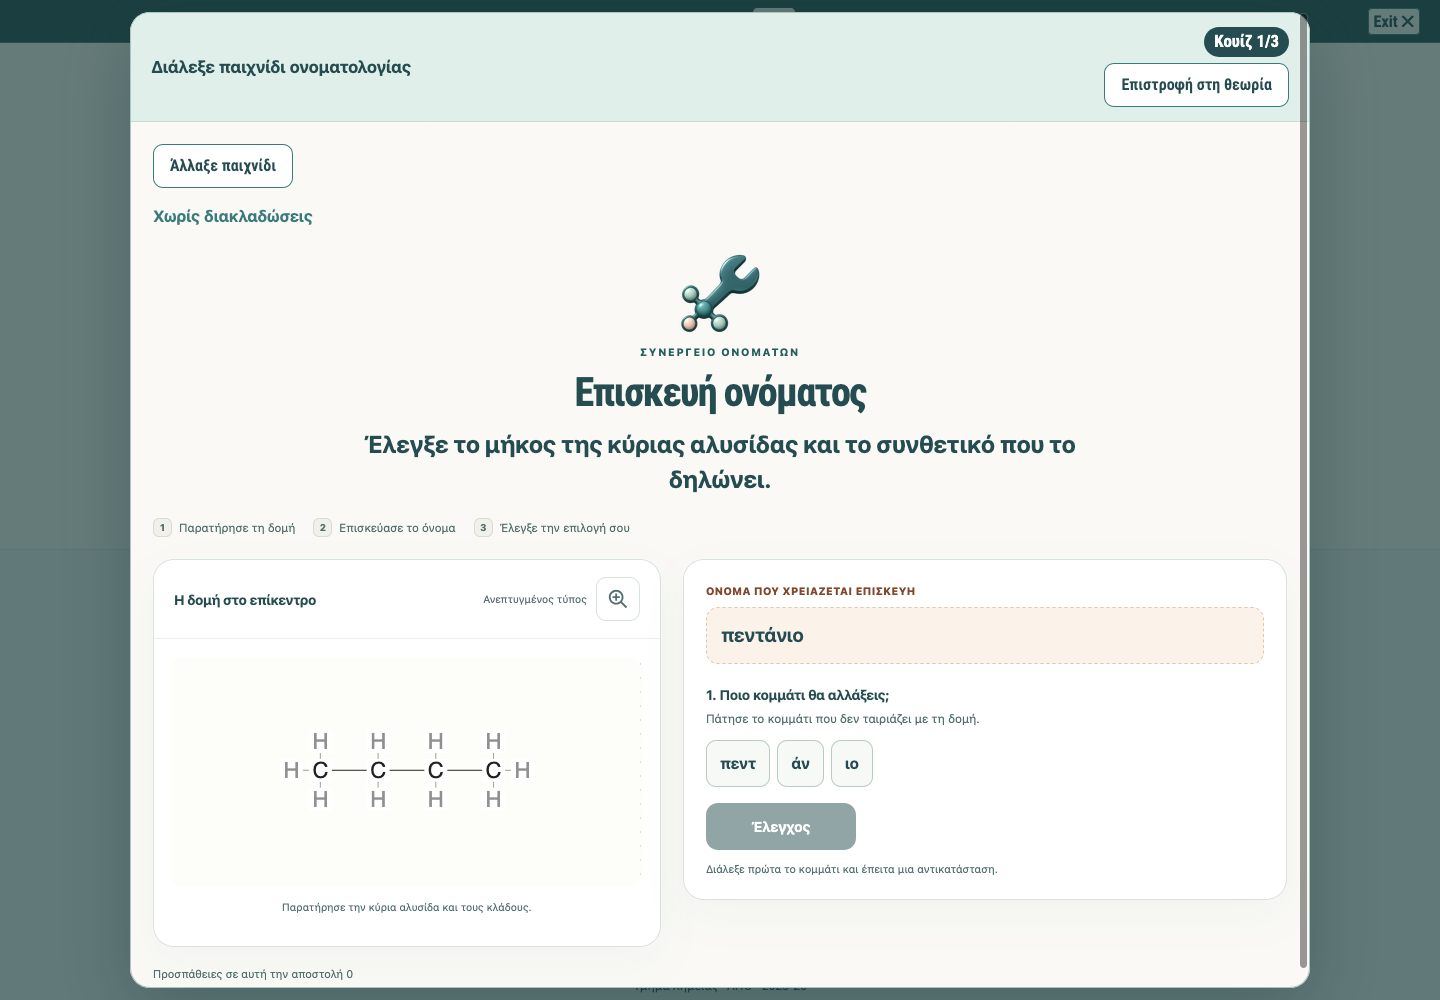 Exit
Διάλεξε παιχνίδι ονοματολογίας
Κουίζ 1/3
Επιστροφή στη θεωρία
Άλλαξε παιχνίδι
Χωρίς διακλαδώσεις
ΣΥΝΕΡΓΕΙΟ ΟΝΟΜΑΤΩΝ
Επισκευή ονόματος
Έλεγξε το μήκος της κύριας αλυσίδας και το συνθετικό που το
δηλώνει.
1 Παρατήρησε τη δομή 2 Επισκεύασε το όνομα 3 Έλεγξε την επιλογή σου
Η δομή στο επίκεντρο
Ανεπτυγμένος τύπος
H H H H
H C C C C H
H H H H
Παρατήρησε την κύρια αλυσίδα και τους κλάδους.
ΟΝΟΜΑ ΠΟΥ ΧΡΕΙΑΖΕΤΑΙ ΕΠΙΣΚΕΥΗ
πεντάνιο
1. Ποιο κομμάτι θα αλλάξεις;
Πάτησε το κομμάτι που δεν ταιριάζει με τη δομή.
πεντ άν ιο
Έλεγχος
Διάλεξε πρώτα το κομμάτι και έπειτα μια αντικατάσταση.
Προσπάθειες σε αυτή την αποστολή 0